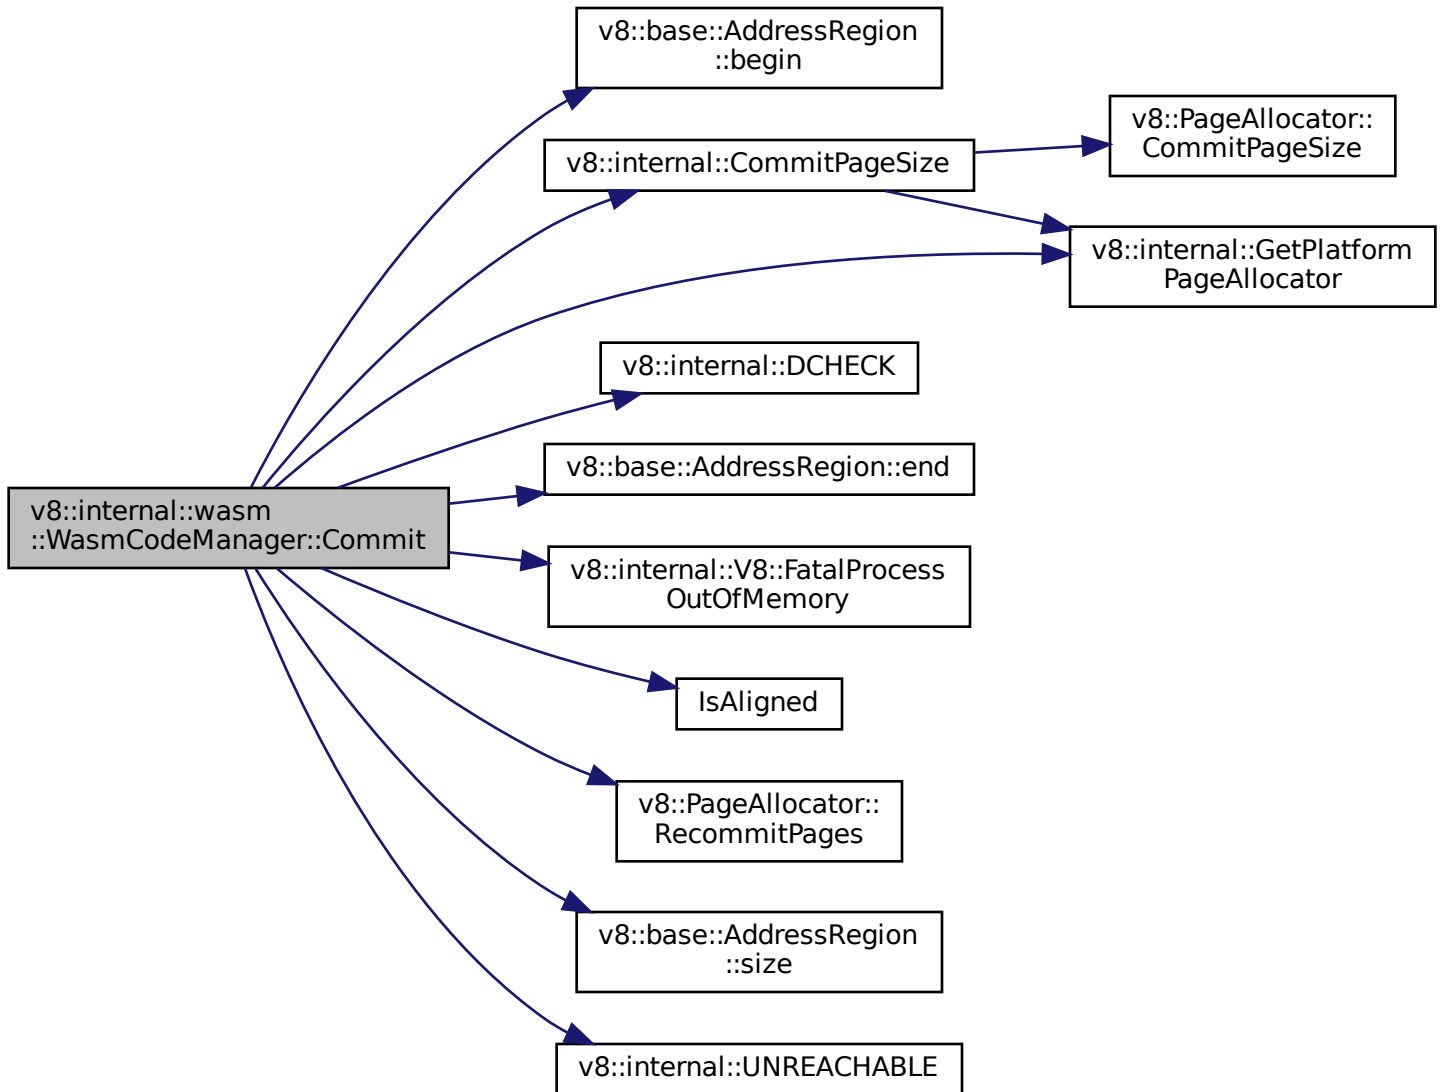 v8::base::AddressRegion
::begin
v8::PageAllocator::
CommitPageSize
v8::internal::CommitPageSize
v8::internal::GetPlatform
PageAllocator
v8::internal::DCHECK
v8::base::AddressRegion::end
v8::internal::wasm
::WasmCodeManager::Commit
v8::internal::V8::FatalProcess
OutOfMemory
IsAligned
v8::PageAllocator::
RecommitPages
v8::base::AddressRegion
::size
v8::internal::UNREACHABLE